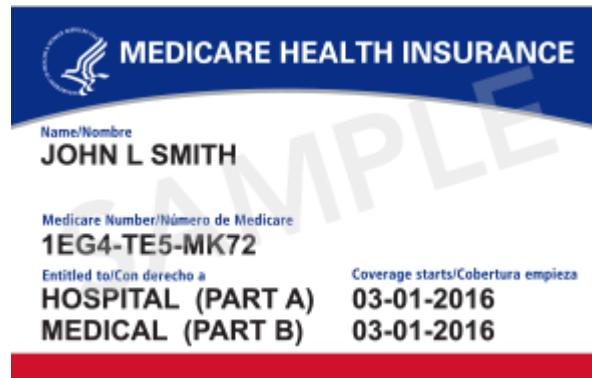 MEDICARE HEALTH INSURANCE
Name/Nombre
JOHN L SMITH
Medicare Number/Número de Medicare
1EG4-TE5-MK72
Entitled to/Con derecho a Coverage starts/Cobertura empieza
HOSPITAL (PART A) 03-01-2016
MEDICAL (PART B) 03-01-2016
SAMPLE